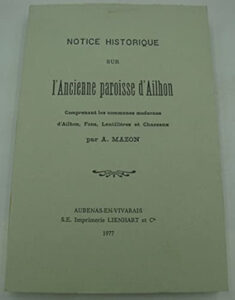 NOTICE HISTORIQUE
SUR
l'Ancienne paroisse d'Ailhon
Comprenant les communes modernes
d'Ailhon, Fons, Lentillères et Chazeaux
par A. MAZON
AUBENAS-EN-VIVARAIS
S.E. Imprimerie LIENHART et Cie
1977